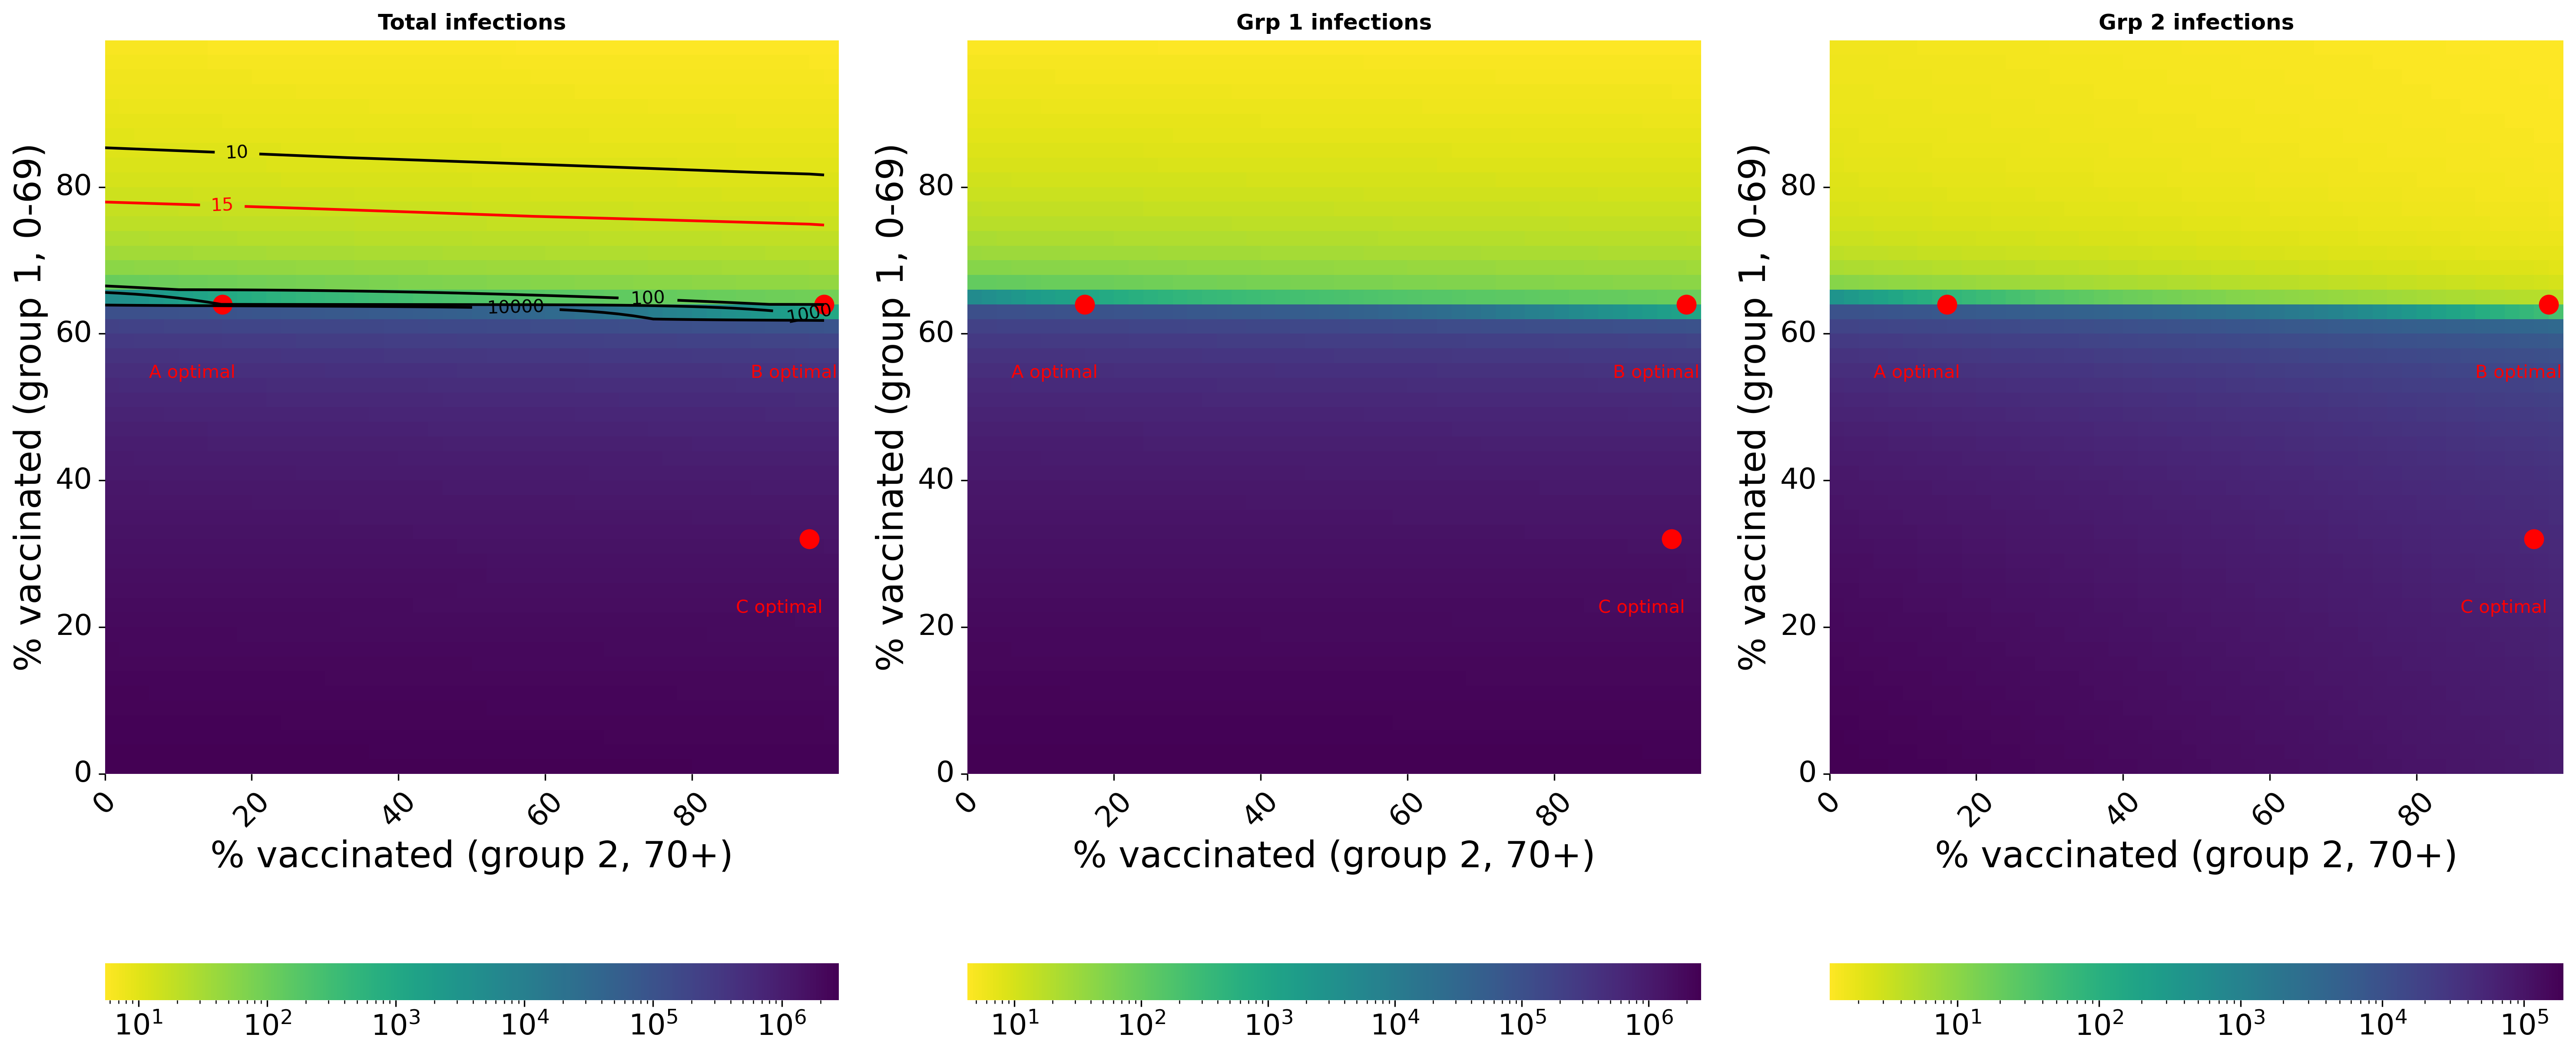 Total infections
% vaccinated (group 1, 0-69)
80
60
40
20
0
10
15
100
10000
1000
A optimal
B optimal
C optimal
0
20
40
60
80
% vaccinated (group 2, 70+)
10¹
10²
10³
10⁴
10⁵
10⁶
Grp 1 infections
% vaccinated (group 1, 0-69)
80
60
40
20
0
A optimal
B optimal
C optimal
0
20
40
60
80
% vaccinated (group 2, 70+)
10¹
10²
10³
10⁴
10⁵
10⁶
Grp 2 infections
% vaccinated (group 1, 0-69)
80
60
40
20
0
A optimal
B optimal
C optimal
0
20
40
60
80
% vaccinated (group 2, 70+)
10¹
10²
10³
10⁴
10⁵